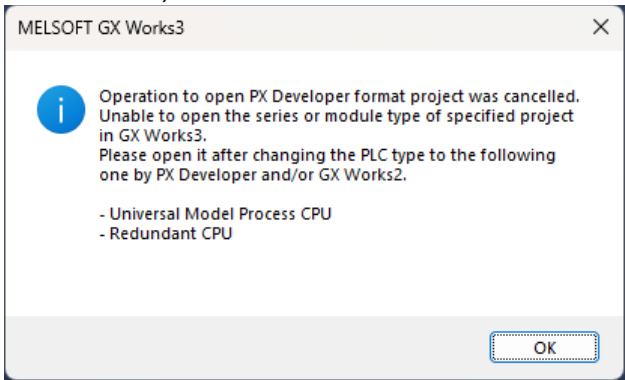 MELSOFT GX Works3
Operation to open PX Developer format project was cancelled.
Unable to open the series or module type of specified project
in GX Works3.
Please open it after changing the PLC type to the following
one by PX Developer and/or GX Works2.
- Universal Model Process CPU
- Redundant CPU
OK